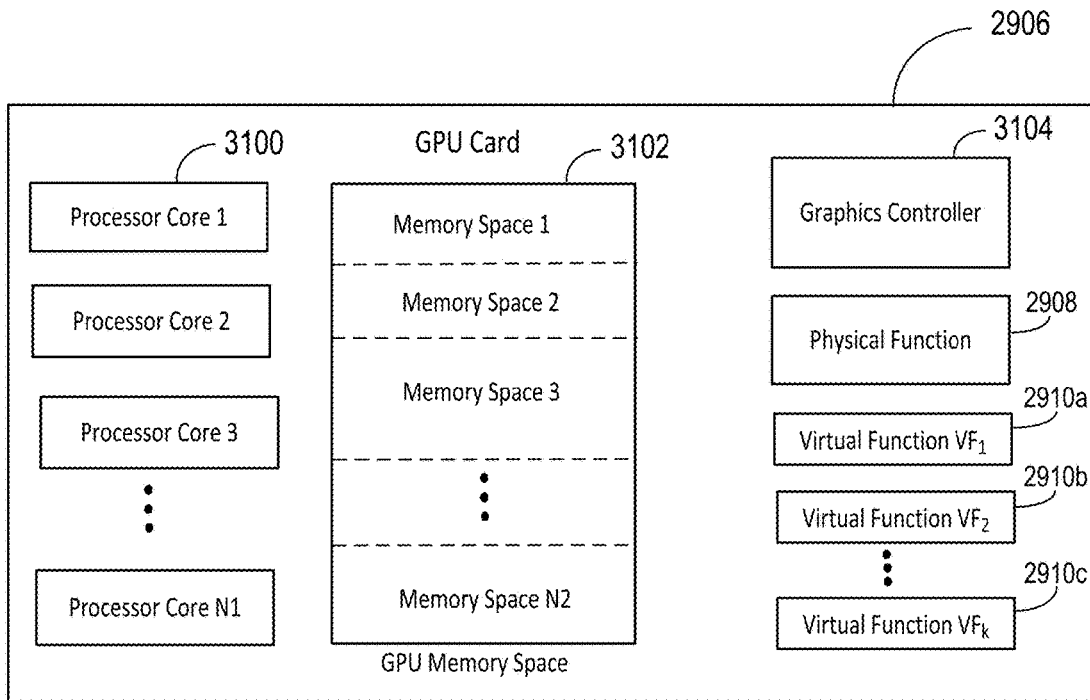 2906
GPU Card
3100
3102
3104
Processor Core 1
Processor Core 2
Processor Core 3
Processor Core N1
Memory Space 1
Memory Space 2
Memory Space 3
Memory Space N2
GPU Memory Space
Graphics Controller
2908
Physical Function
2910a
Virtual Function VF₁
2910b
Virtual Function VF₂
2910c
Virtual Function VFₖ